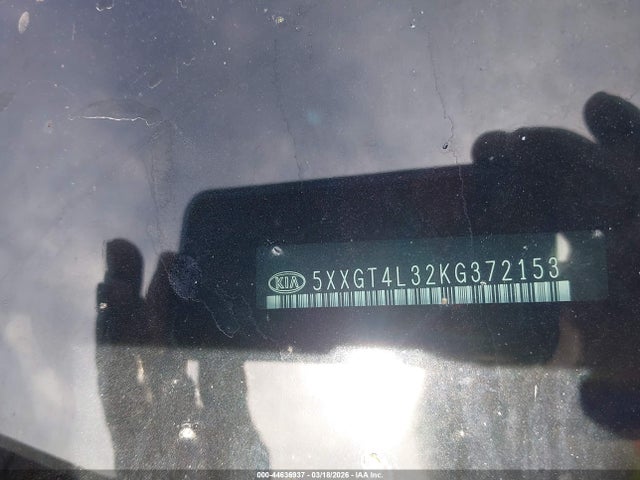 KIA 5XXGT4L32KG372153
000-44636937 - 03/18/2026 - IAA Inc.